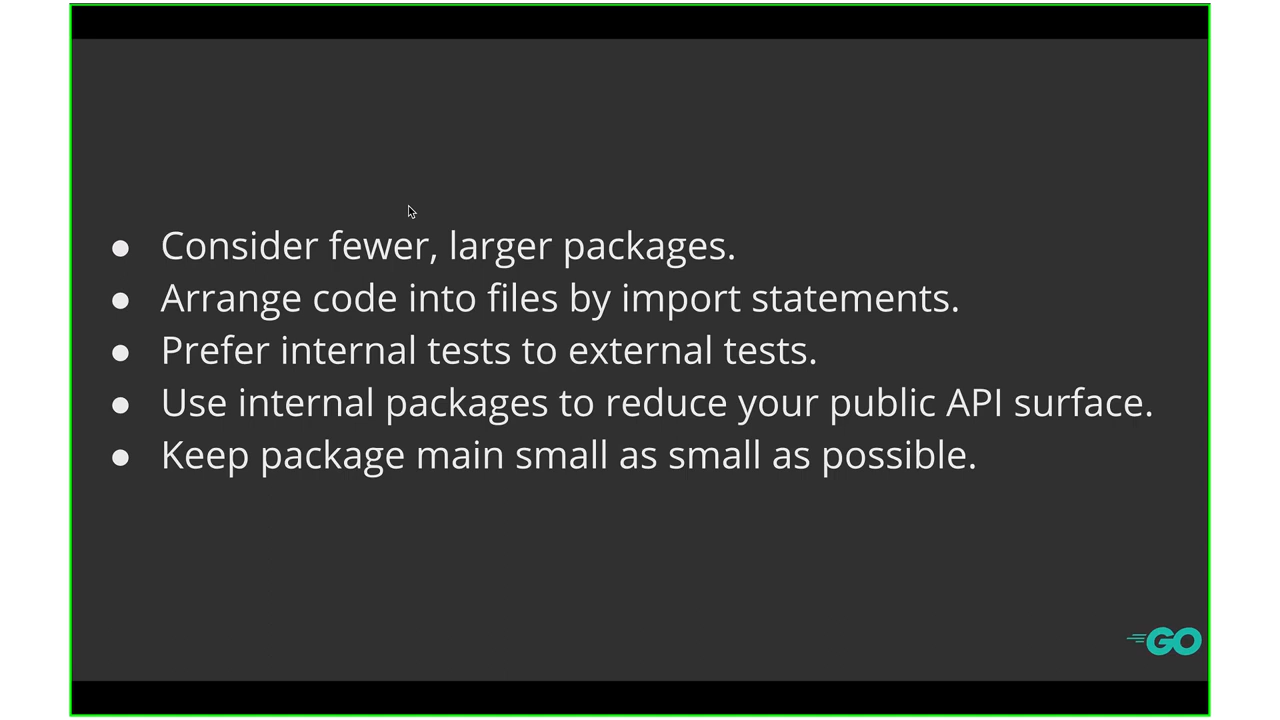 ● Consider fewer, larger packages.
● Arrange code into files by import statements.
● Prefer internal tests to external tests.
● Use internal packages to reduce your public API surface.
● Keep package main small as small as possible.
GO